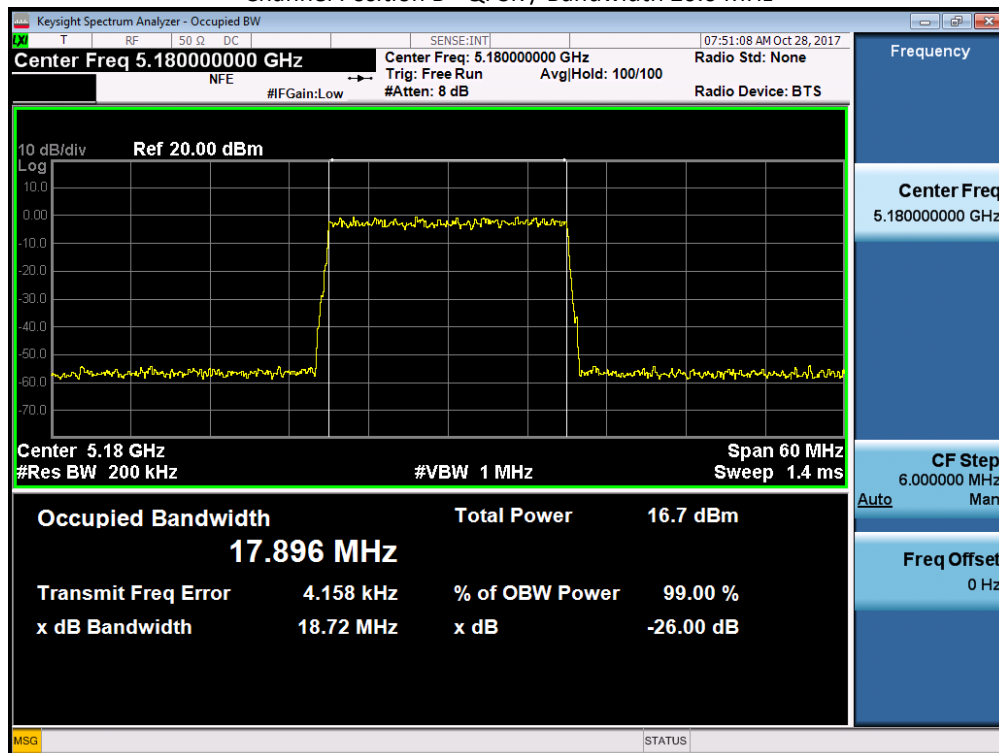 Keysight Spectrum Analyzer - Occupied BW
LXI T RF 50 Ω DC SENSE:INT 07:51:08 AM Oct 28, 2017
Center Freq 5.180000000 GHz Center Freq: 5.180000000 GHz Radio Std: None
NFE Trig: Free Run Avg|Hold: 100/100
#IFGain:Low #Atten: 8 dB Radio Device: BTS
10 dB/div Ref 20.00 dBm
Log
10.0
0.00
-10.0
-20.0
-30.0
-40.0
-50.0
-60.0
-70.0
Center 5.18 GHz Span 60 MHz
#Res BW 200 kHz #VBW 1 MHz Sweep 1.4 ms
Occupied Bandwidth Total Power 16.7 dBm
17.896 MHz
Transmit Freq Error 4.158 kHz % of OBW Power 99.00 %
x dB Bandwidth 18.72 MHz x dB -26.00 dB
MSG STATUS
Frequency
Center Freq
5.180000000 GHz
CF Step
6.000000 MHz
Auto Man
Freq Offset
0 Hz